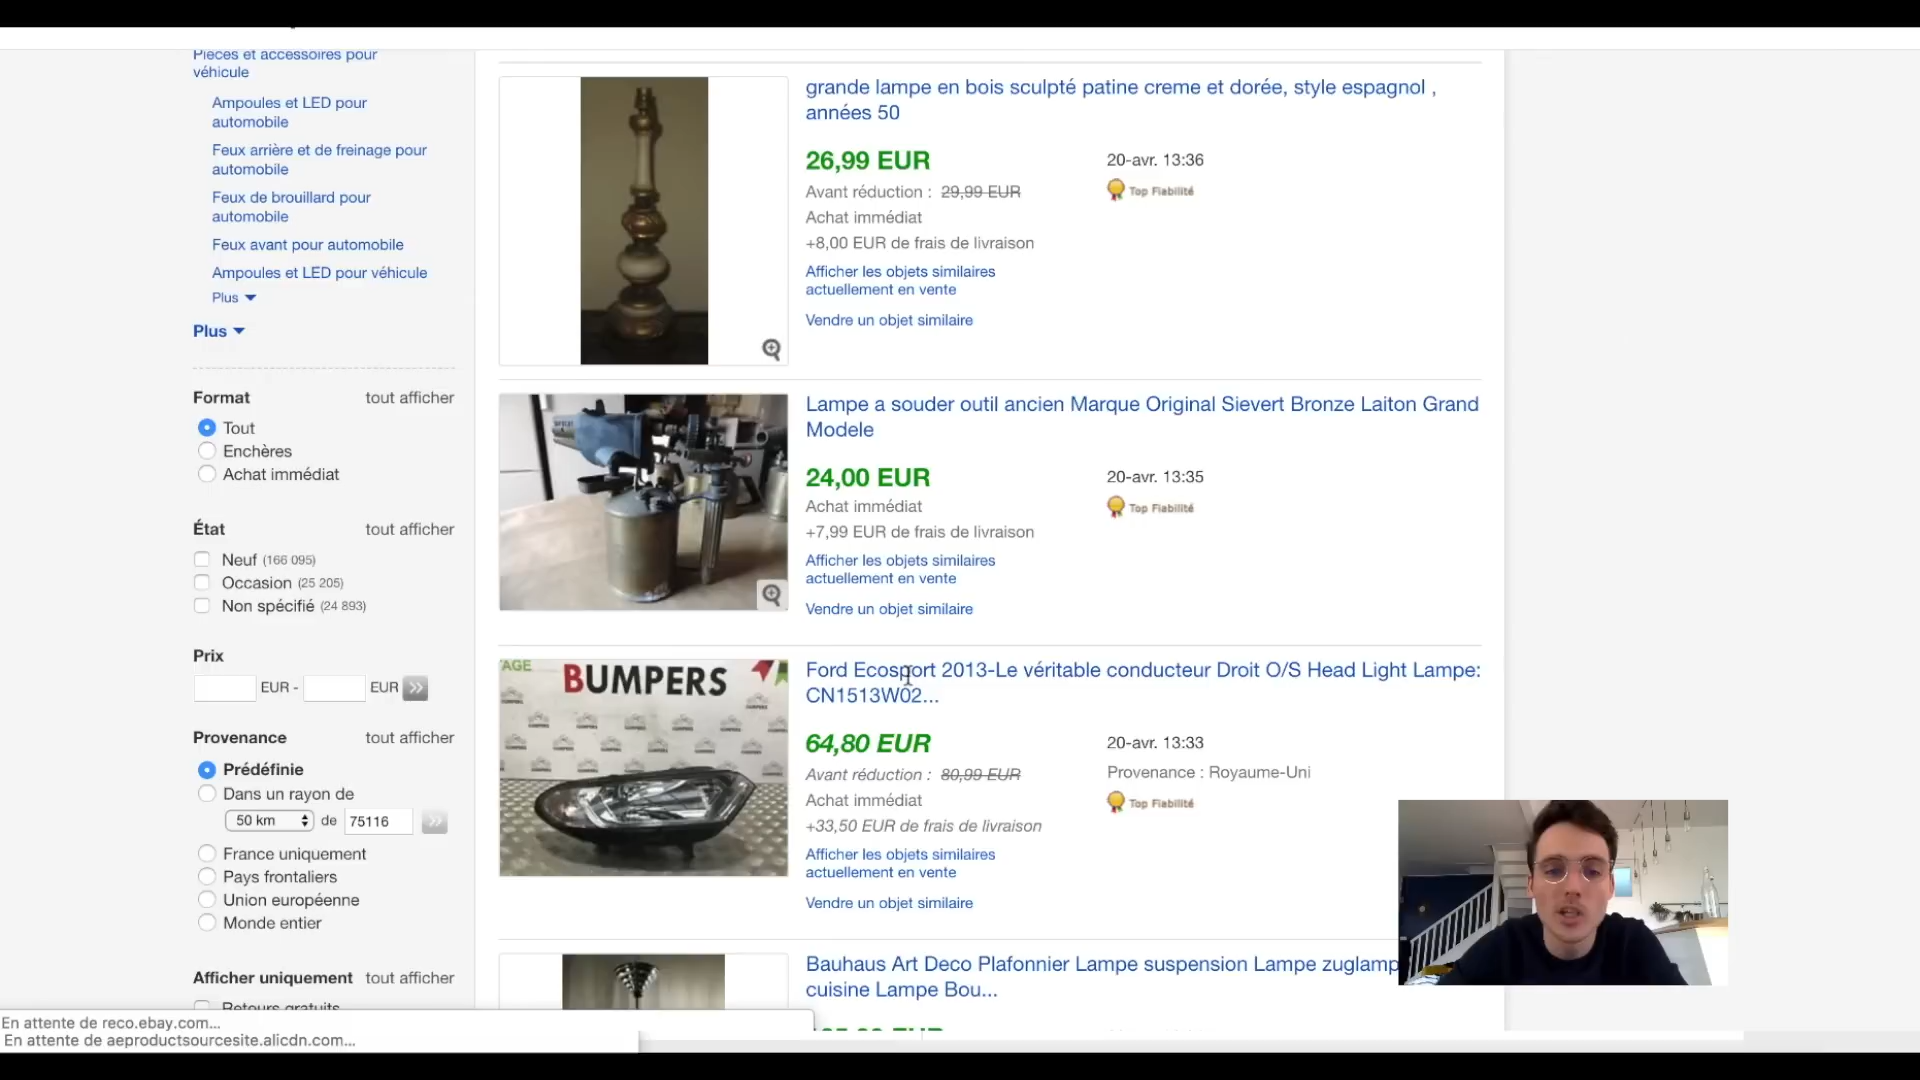 Pièces et accessoires pour
véhicule
Ampoules et LED pour
automobile
Feux arrière et de freinage pour
automobile
Feux de brouillard pour
automobile
Feux avant pour automobile
Ampoules et LED pour véhicule
Plus
Plus
Format tout afficher
Tout
Enchères
Achat immédiat
État tout afficher
Neuf (166 095)
Occasion (25 205)
Non spécifié (24 893)
Prix
EUR - EUR
Provenance tout afficher
Prédéfinie
Dans un rayon de
50 km de 75116
France uniquement
Pays frontaliers
Union européenne
Monde entier
Afficher uniquement tout afficher
Retours gratuits
grande lampe en bois sculpté patine creme et dorée, style espagnol ,
années 50
26,99 EUR 20-avr. 13:36
Avant réduction : 29,99 EUR Top Fiabilité
Achat immédiat
+8,00 EUR de frais de livraison
Afficher les objets similaires
actuellement en vente
Vendre un objet similaire
Lampe a souder outil ancien Marque Original Sievert Bronze Laiton Grand
Modele
24,00 EUR 20-avr. 13:35
Achat immédiat Top Fiabilité
+7,99 EUR de frais de livraison
Afficher les objets similaires
actuellement en vente
Vendre un objet similaire
AGE
BUMPERS
Ford Ecosport 2013-Le véritable conducteur Droit O/S Head Light Lampe:
CN1513W02...
64,80 EUR 20-avr. 13:33
Avant réduction : 80,99 EUR Provenance : Royaume-Uni
Achat immédiat Top Fiabilité
+33,50 EUR de frais de livraison
Afficher les objets similaires
actuellement en vente
Vendre un objet similaire
Bauhaus Art Deco Plafonnier Lampe suspension Lampe zuglamp
cuisine Lampe Bou...
EUR
En attente de reco.ebay.com...
En attente de aeproductsourcesite.alicdn.com...